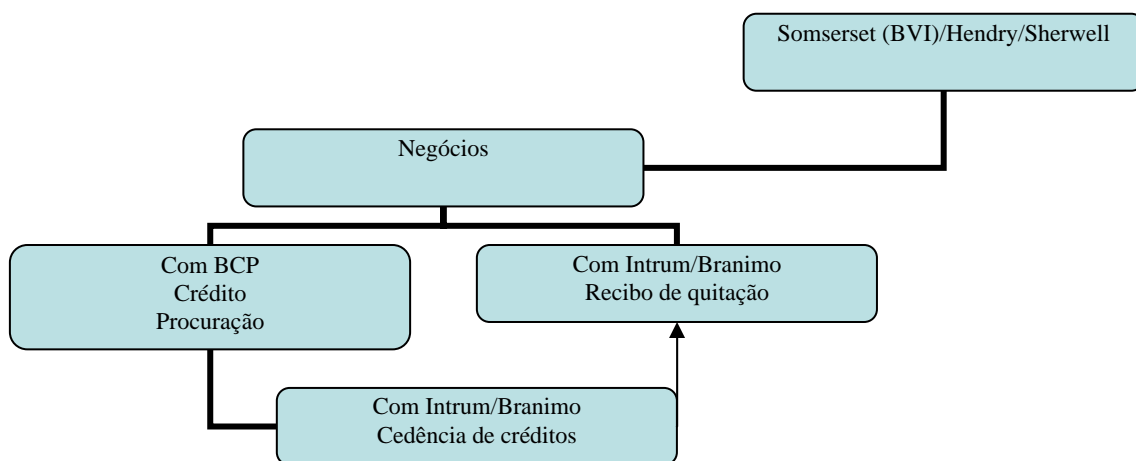 Somserset (BVI)/Hendry/Sherwell
Negócios
Com BCP
Crédito
Procuração
Com Intrum/Branimo
Recibo de quitação
Com Intrum/Branimo
Cedência de créditos